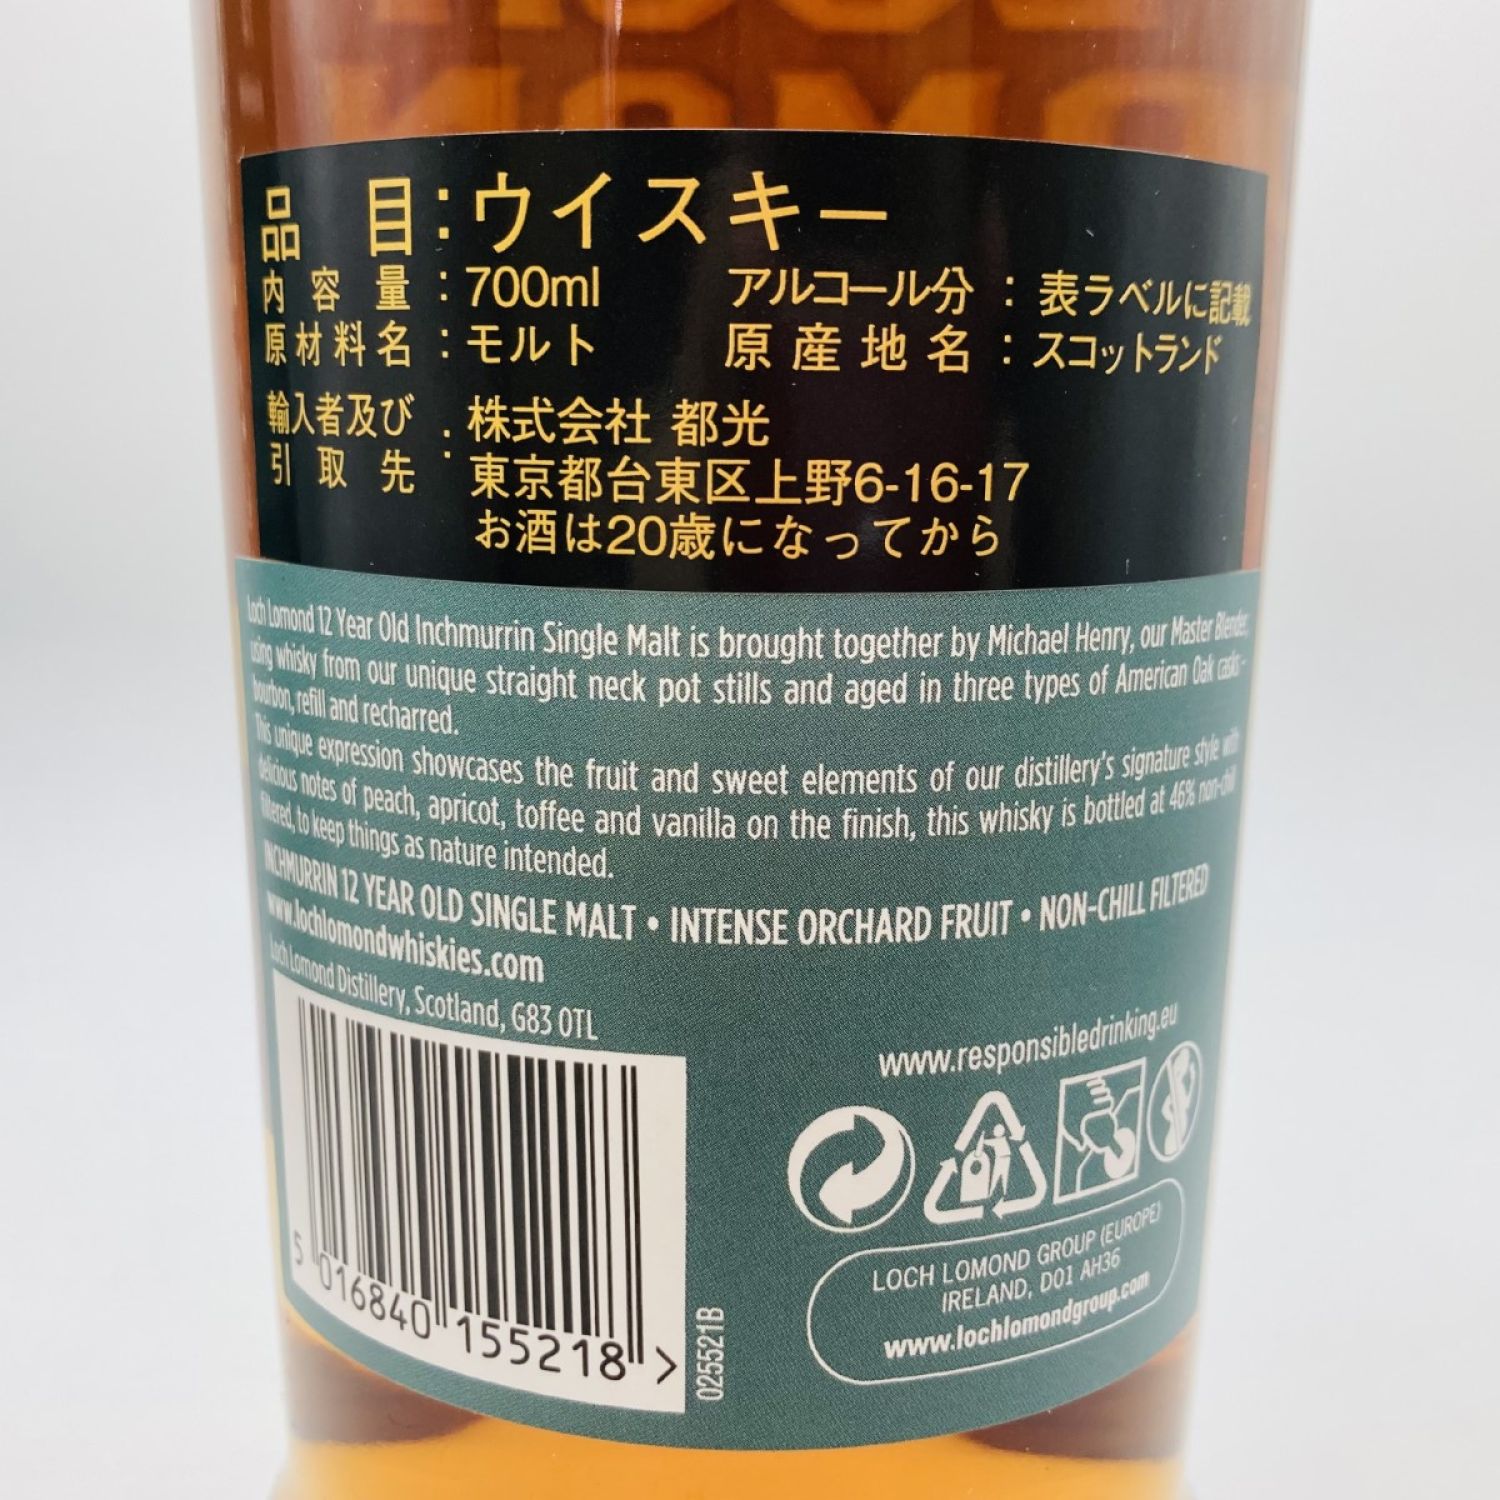 品目：ウイスキー
内容量：700ml アルコール分：表ラベルに記載
原材料名：モルト 原産地名：スコットランド
輸入者及び引取先：株式会社 都光
東京都台東区上野6-16-17
お酒は20歳になってから
Loch Lomond 12 Year Old Inchmurrin Single Malt is brought together by Michael Henry, our Master Blender,
using whisky from our unique straight neck pot stills and aged in three types of American Oak casks –
bourbon, refill and recharred.
This unique expression showcases the fruit and sweet elements of our distillery's signature style with
delicious notes of peach, apricot, toffee and vanilla on the finish, this whisky is bottled at 46% non-chill
filtered, to keep things as nature intended.
INCHMURRIN 12 YEAR OLD SINGLE MALT • INTENSE ORCHARD FRUIT • NON-CHILL FILTERED
www.lochlomondwhiskies.com
Loch Lomond Distillery, Scotland, G83 0TL
www.responsibledrinking.eu
LOCH LOMOND GROUP (EUROPE)
IRELAND, D01 AH36
www.lochlomondgroup.com
5 016840 155218 >
025521B